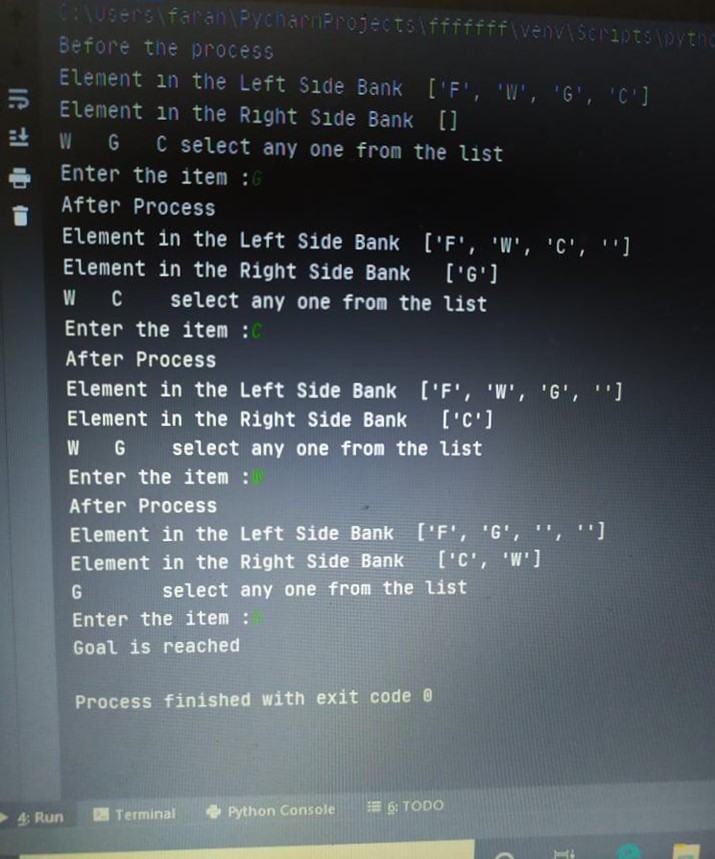 C:\Users\faran\PycharmProjects\fffffff\venv\Scripts\pytho
Before the process
Element in the Left Side Bank ['F', 'W', 'G', 'C']
Element in the Right Side Bank []
W G C select any one from the list
Enter the item :G
After Process
Element in the Left Side Bank ['F', 'W', 'C', '']
Element in the Right Side Bank ['G']
W C select any one from the list
Enter the item :C
After Process
Element in the Left Side Bank ['F', 'W', 'G', '']
Element in the Right Side Bank ['C']
W G select any one from the list
Enter the item :W
After Process
Element in the Left Side Bank ['F', 'G', '', '']
Element in the Right Side Bank ['C', 'W']
G select any one from the list
Enter the item :
Goal is reached
Process finished with exit code 0
4: Run Terminal Python Console 6: TODO